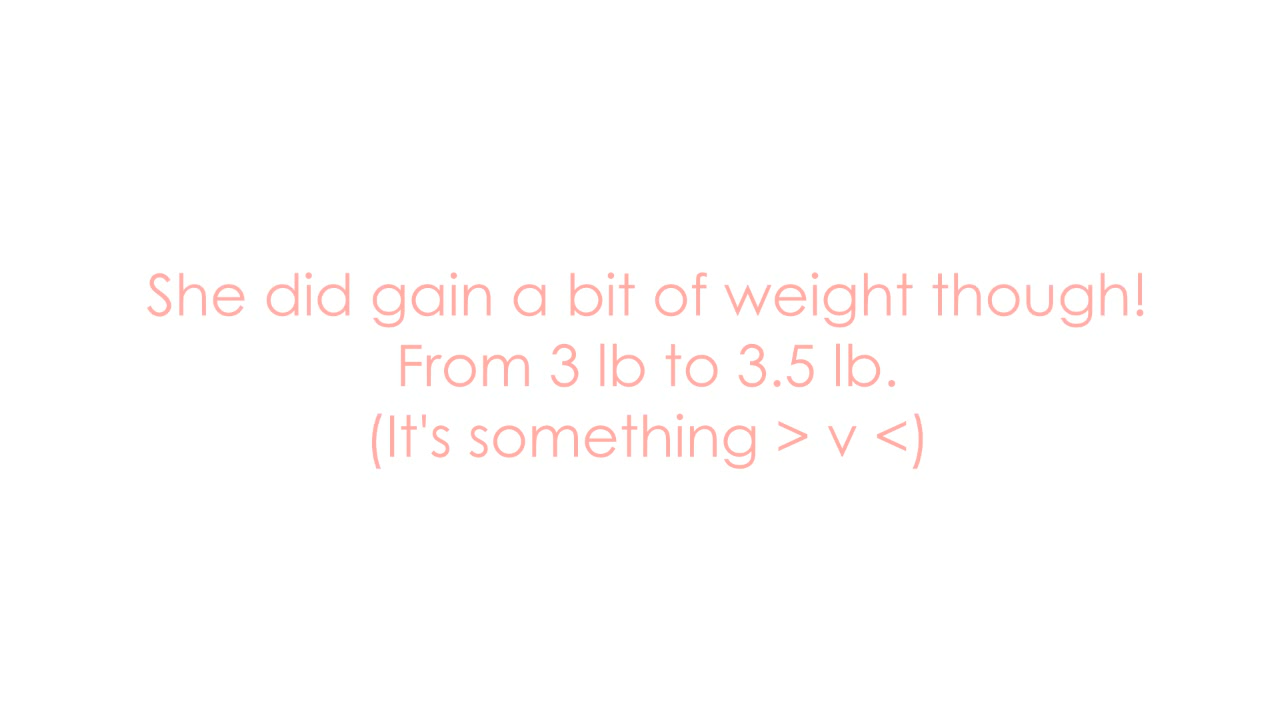 She did gain a bit of weight though!
From 3 lb to 3.5 lb.
(It's something > v <)